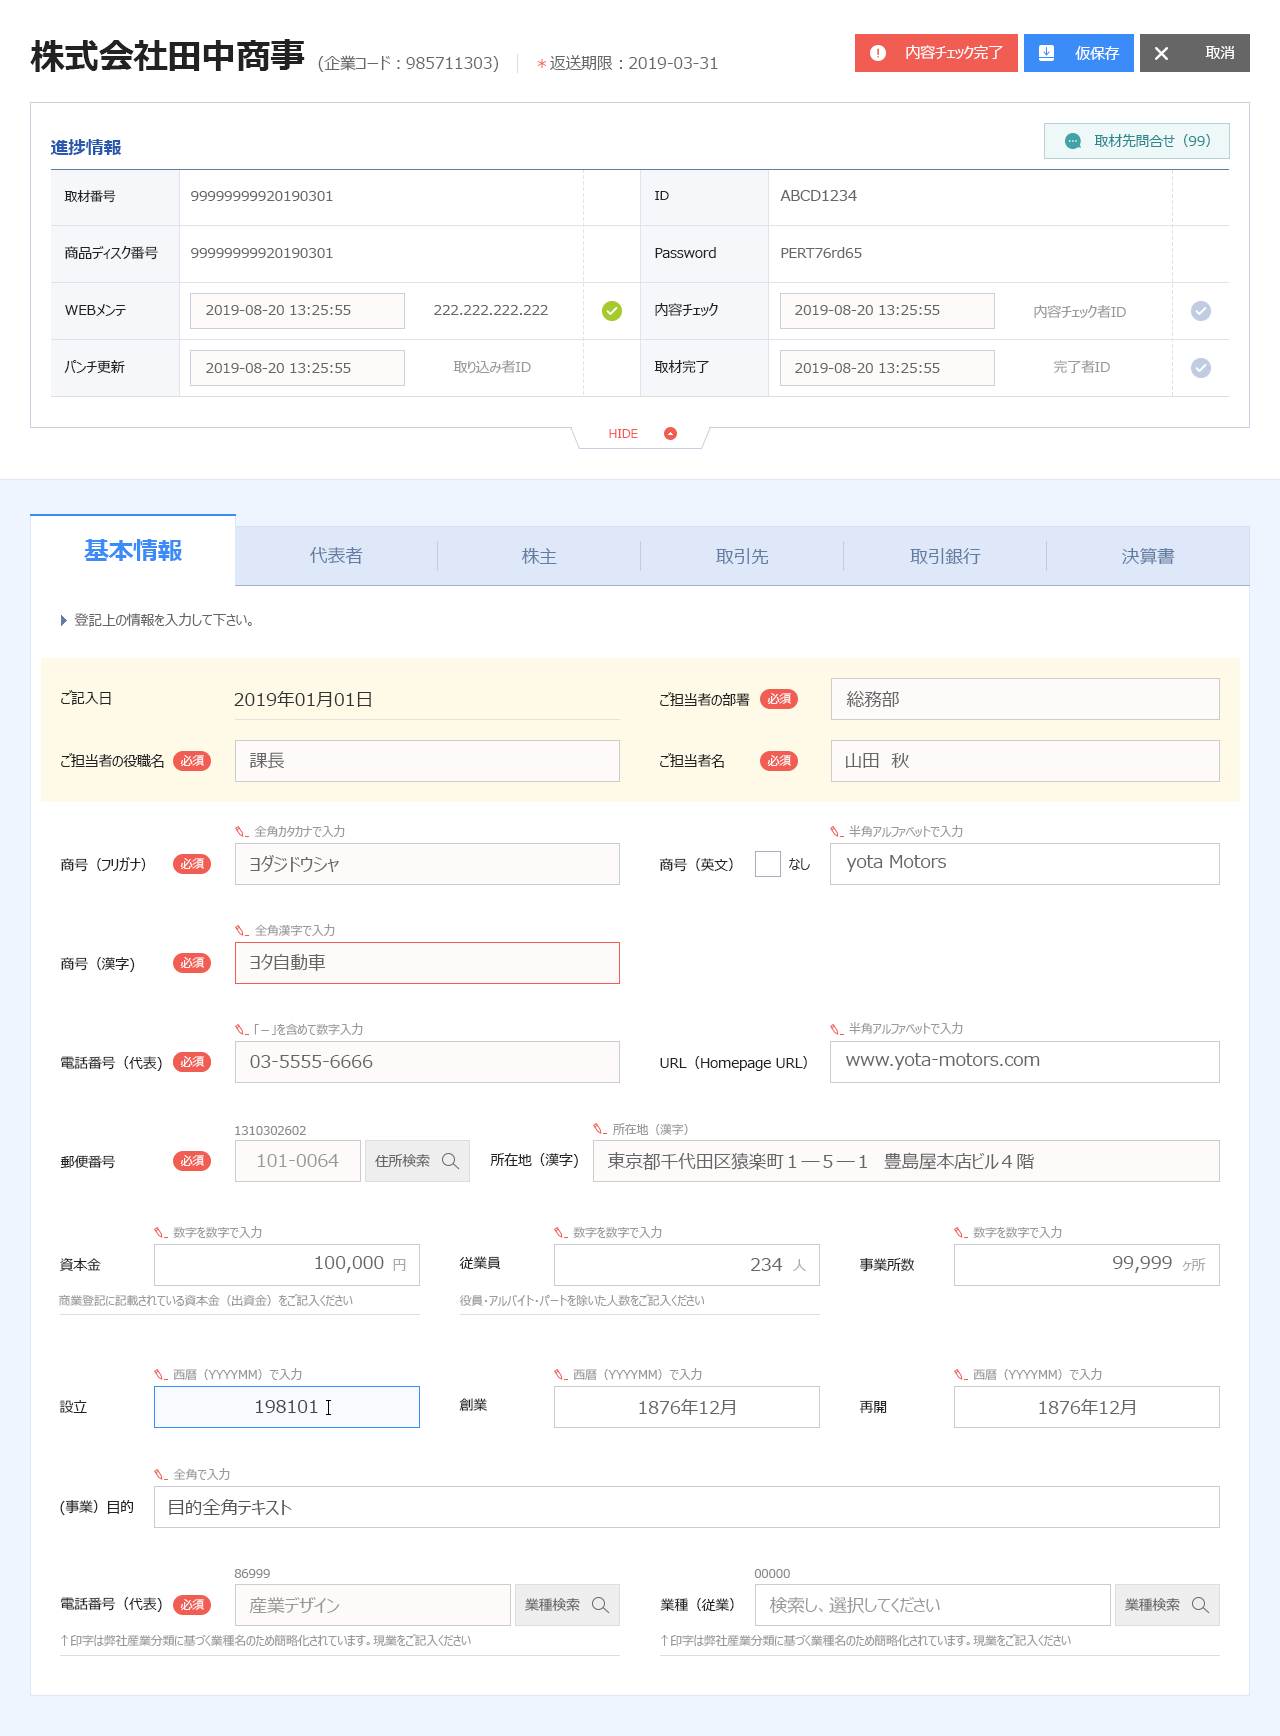 株式会社田中商事 (企業コード : 985711303) ＊返送期限 : 2019-03-31 内容チェック完了 仮保存 取消
進捗情報 取材先問合せ（99）
取材番号 99999999920190301 ID ABCD1234
商品ディスク番号 99999999920190301 Password PERT76rd65
WEBメンテ 2019-08-20 13:25:55 222.222.222.222 内容チェック 2019-08-20 13:25:55 内容チェック者ID
パンチ更新 2019-08-20 13:25:55 取り込み者ID 取材完了 2019-08-20 13:25:55 完了者ID
HIDE
基本情報 代表者 株主 取引先 取引銀行 決算書
登記上の情報を入力して下さい。
ご記入日 2019年01月01日 ご担当者の部署 必須 総務部
ご担当者の役職名 必須 課長 ご担当者名 必須 山田 秋
全角カタカナで入力 半角アルファベットで入力
商号（フリガナ） 必須 ヨダジドウシャ 商号（英文） なし yota Motors
全角漢字で入力
商号（漢字） 必須 ヨタ自動車
「－」を含めて数字入力 半角アルファベットで入力
電話番号（代表） 必須 03-5555-6666 URL（Homepage URL） www.yota-motors.com
1310302602 所在地（漢字）
郵便番号 必須 101-0064 住所検索 所在地（漢字） 東京都千代田区猿楽町１―５―１ 豊島屋本店ビル４階
数字を数字で入力 数字を数字で入力 数字を数字で入力
資本金 100,000 円 従業員 234 人 事業所数 99,999 ヶ所
商業登記に記載されている資本金（出資金）をご記入ください 役員・アルバイト・パートを除いた人数をご記入ください
西暦（YYYYMM）で入力 西暦（YYYYMM）で入力 西暦（YYYYMM）で入力
設立 198101 創業 1876年12月 再開 1876年12月
全角で入力
(事業）目的 目的全角テキスト
86999 00000
電話番号（代表） 必須 産業デザイン 業種検索 業種（従業） 検索し、選択してください 業種検索
↑印字は弊社産業分類に基づく業種名のため簡略化されています。現業をご記入ください ↑印字は弊社産業分類に基づく業種名のため簡略化されています。現業をご記入ください